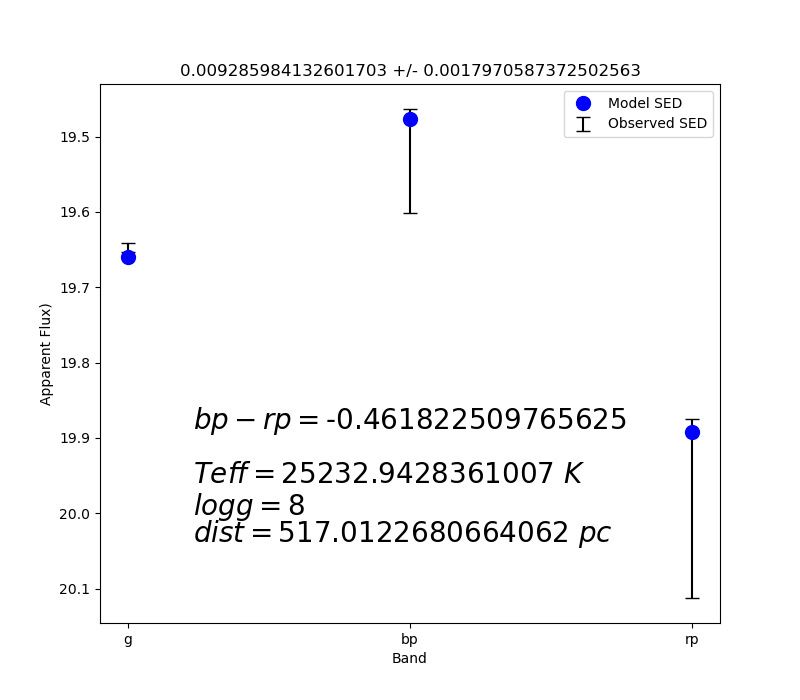 0.009285984132601703 +/- 0.0017970587372502563
Model SED
Observed SED
19.5
19.6
19.7
19.8
19.9
20.0
20.1
Apparent Flux)
bp − rp = -0.461822509765625
Teff = 25232.9428361007 K
logg = 8
dist = 517.0122680664062 pc
g bp rp
Band